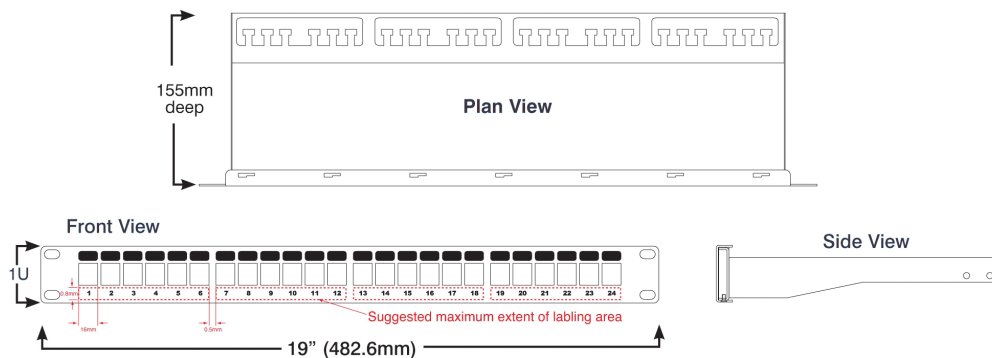 155mm
deep
Plan View
Front View
Side View
1U
1 2 3 4 5 6 7 8 9 10 11 12 13 14 15 16 17 18 19 20 21 22 23 24
0.8mm
16mm
0.5mm
Suggested maximum extent of labling area
19” (482.6mm)